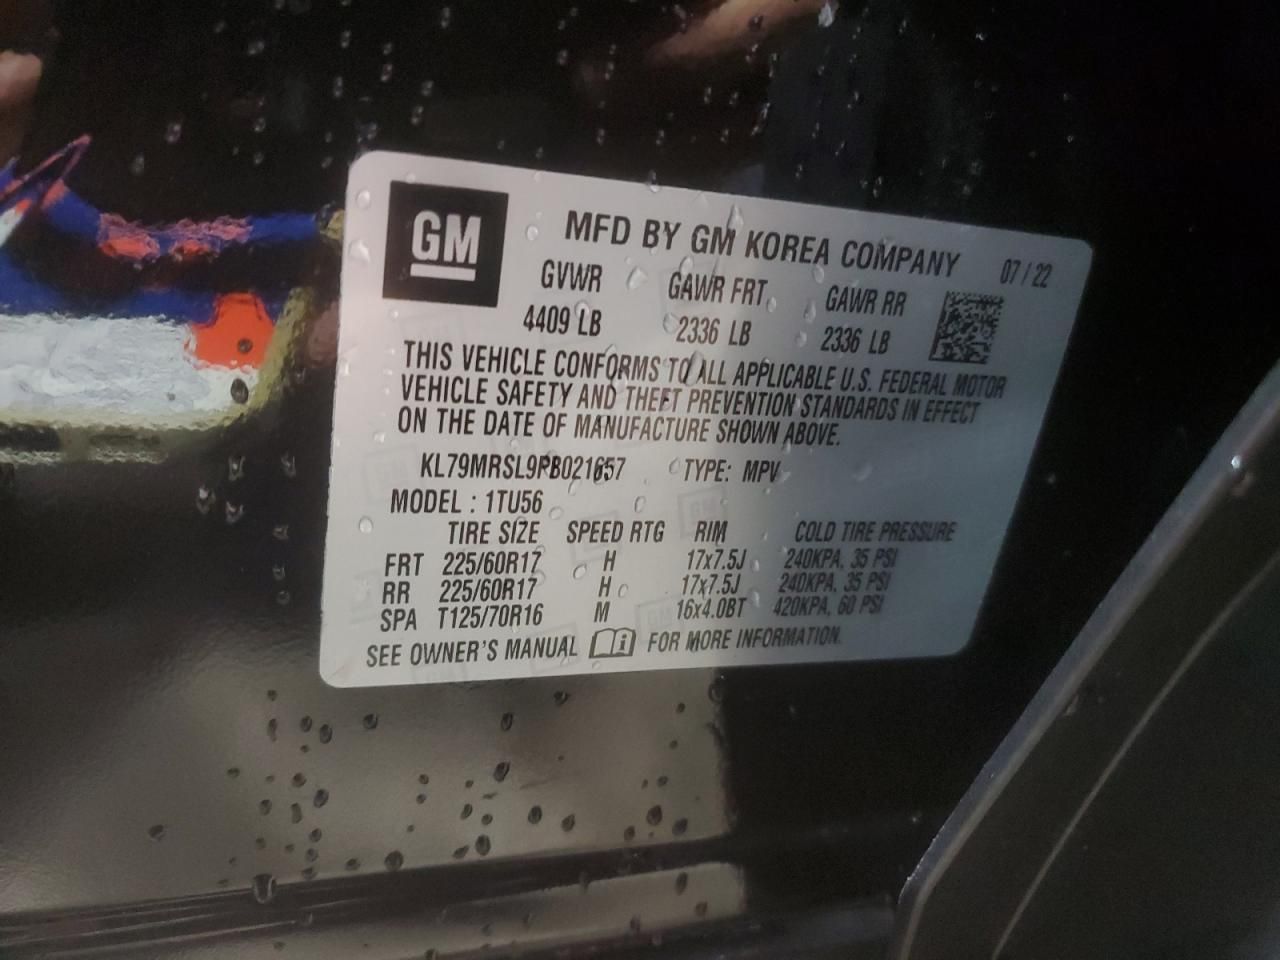 GM
MFD BY GM KOREA COMPANY 07/22
GVWR GAWR FRT GAWR RR
4409 LB 2336 LB 2336 LB
THIS VEHICLE CONFORMS TO ALL APPLICABLE U.S. FEDERAL MOTOR
VEHICLE SAFETY AND THEFT PREVENTION STANDARDS IN EFFECT
ON THE DATE OF MANUFACTURE SHOWN ABOVE.
KL79MRSL9PB021657 TYPE: MPV
MODEL : 1TU56
TIRE SIZE SPEED RTG RIM COLD TIRE PRESSURE
FRT 225/60R17 H 17x7.5J 240KPA, 35 PSI
RR 225/60R17 H 17x7.5J 240KPA, 35 PSI
SPA T125/70R16 M 16x4.0BT 420KPA, 60 PSI
SEE OWNER'S MANUAL FOR MORE INFORMATION.